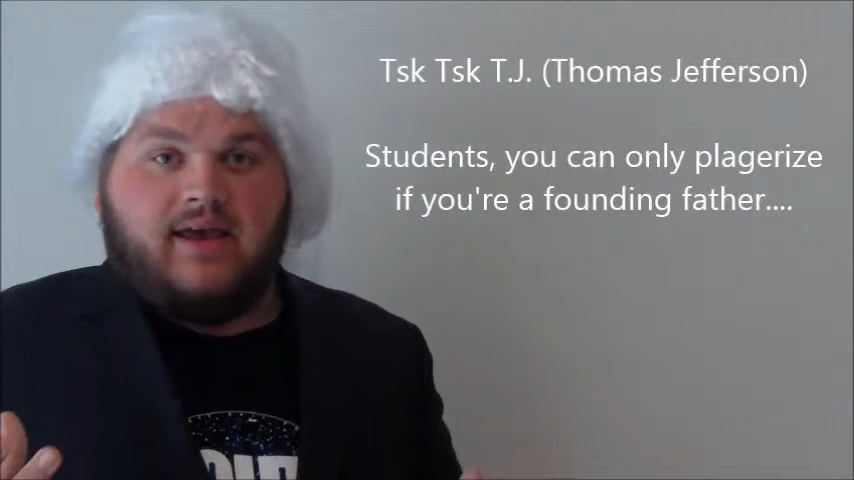 Tsk Tsk T.J. (Thomas Jefferson)
Students, you can only plagerize
if you're a founding father....